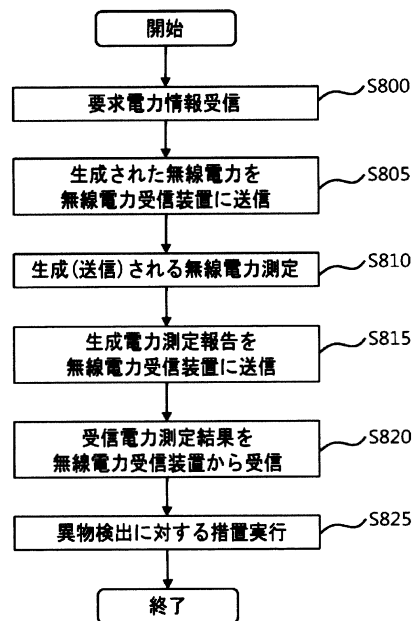 開始
要求電力情報受信
S800
生成された無線電力を
無線電力受信装置に送信
S805
生成(送信)される無線電力測定
S810
生成電力測定報告を
無線電力受信装置に送信
S815
受信電力測定結果を
無線電力受信装置から受信
S820
異物検出に対する措置実行
S825
終了